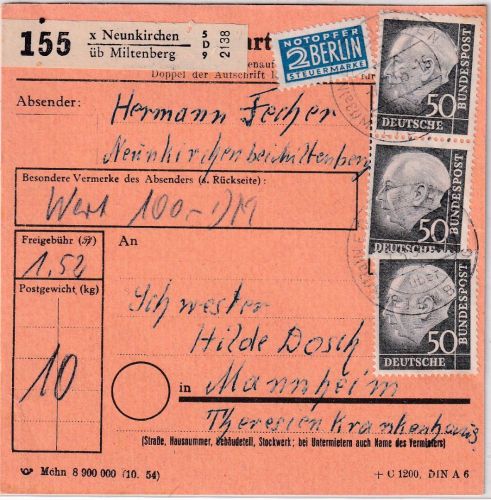 155
x Neunkirchen
üb Miltenberg
5
D
9
2138
NOTOPFER
2 BERLIN
STEUERMARKE
Doppel der Aufschrift
Absender: Hermann Fecher
Neunkirchen bei Miltenberg
Besondere Vermerke des Absenders (s. Rückseite):
Wert 100.-DM
Freigebühr (Pf)
1,52
Postgewicht (kg)
10
An
Schwester
Hilde Dosch
in Mannheim
Theresienkrankenhaus
(Straße, Hausnummer, Gebäudeteil, Stockwerk; bei Untermietern auch Name des Vermieters)
Mchn 8 900 000 (10. 54)
+ C 1200, DIN A 6
50
DEUTSCHE
BUNDESPOST
50
DEUTSCHE
BUNDESPOST
50
DEUTSCHE
BUNDESPOST